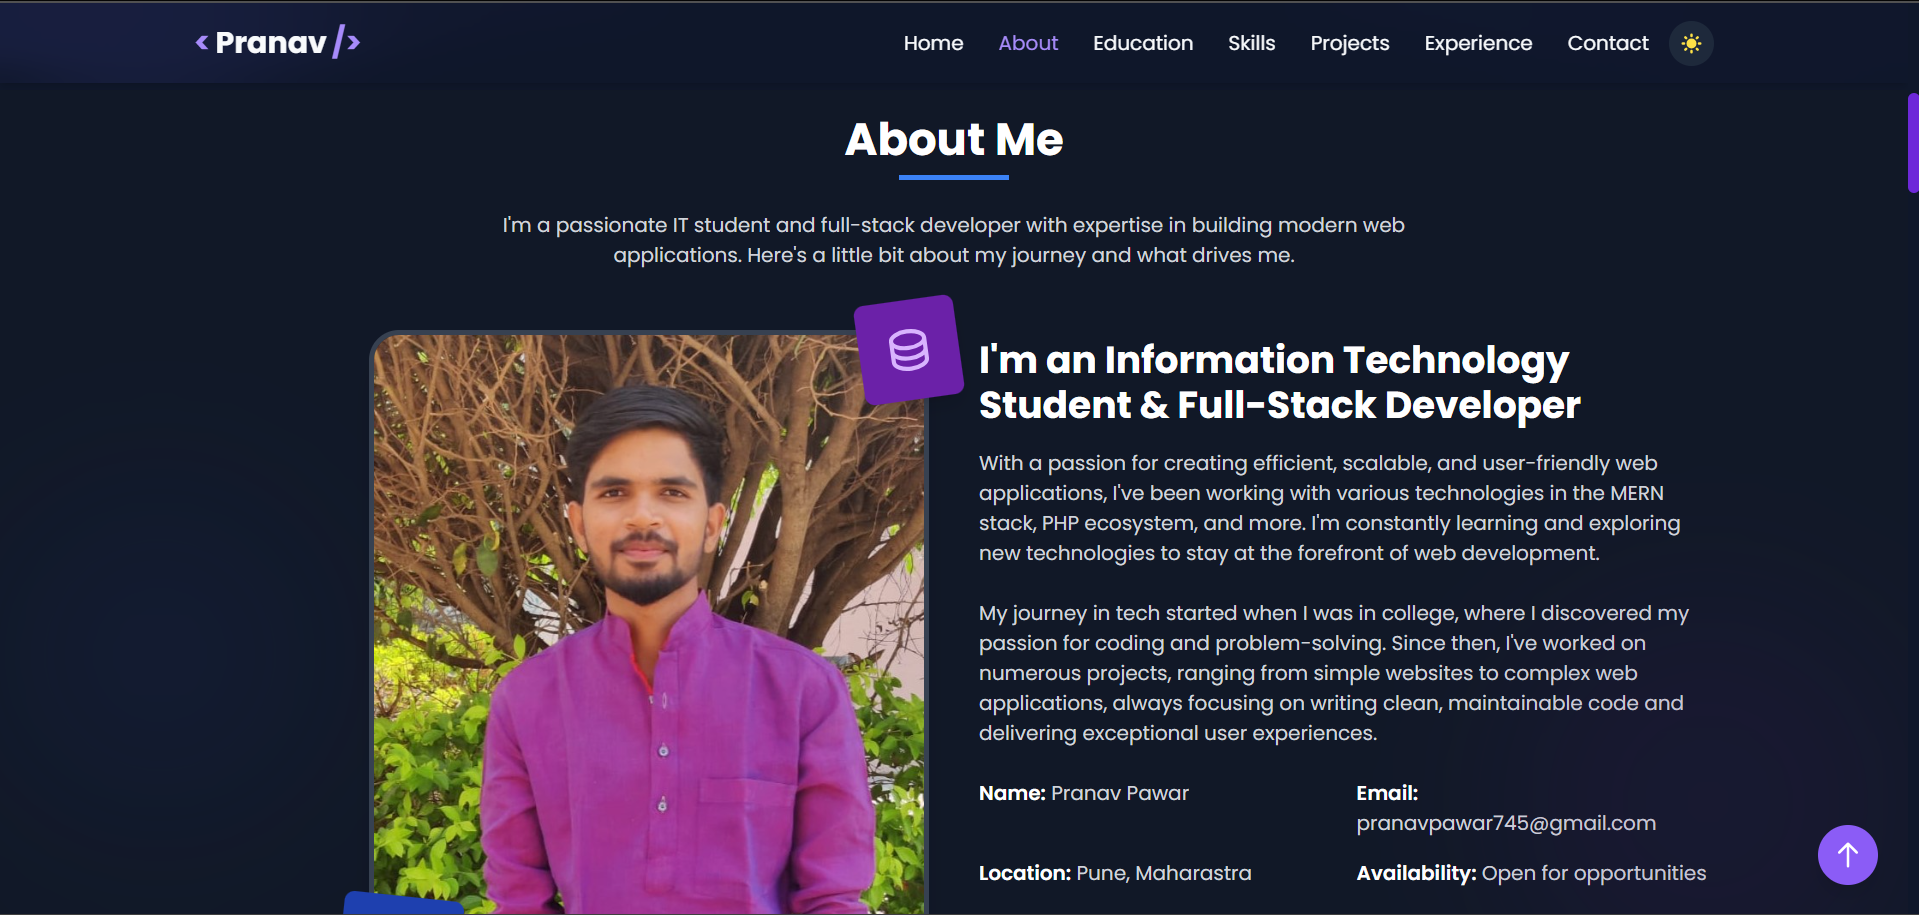 < Pranav />
Home About Education Skills Projects Experience Contact
About Me
I'm a passionate IT student and full-stack developer with expertise in building modern web
applications. Here's a little bit about my journey and what drives me.
I'm an Information Technology
Student & Full-Stack Developer
With a passion for creating efficient, scalable, and user-friendly web
applications, I've been working with various technologies in the MERN
stack, PHP ecosystem, and more. I'm constantly learning and exploring
new technologies to stay at the forefront of web development.
My journey in tech started when I was in college, where I discovered my
passion for coding and problem-solving. Since then, I've worked on
numerous projects, ranging from simple websites to complex web
applications, always focusing on writing clean, maintainable code and
delivering exceptional user experiences.
Name: Pranav Pawar
Email:
pranavpawar745@gmail.com
Location: Pune, Maharastra
Availability: Open for opportunities